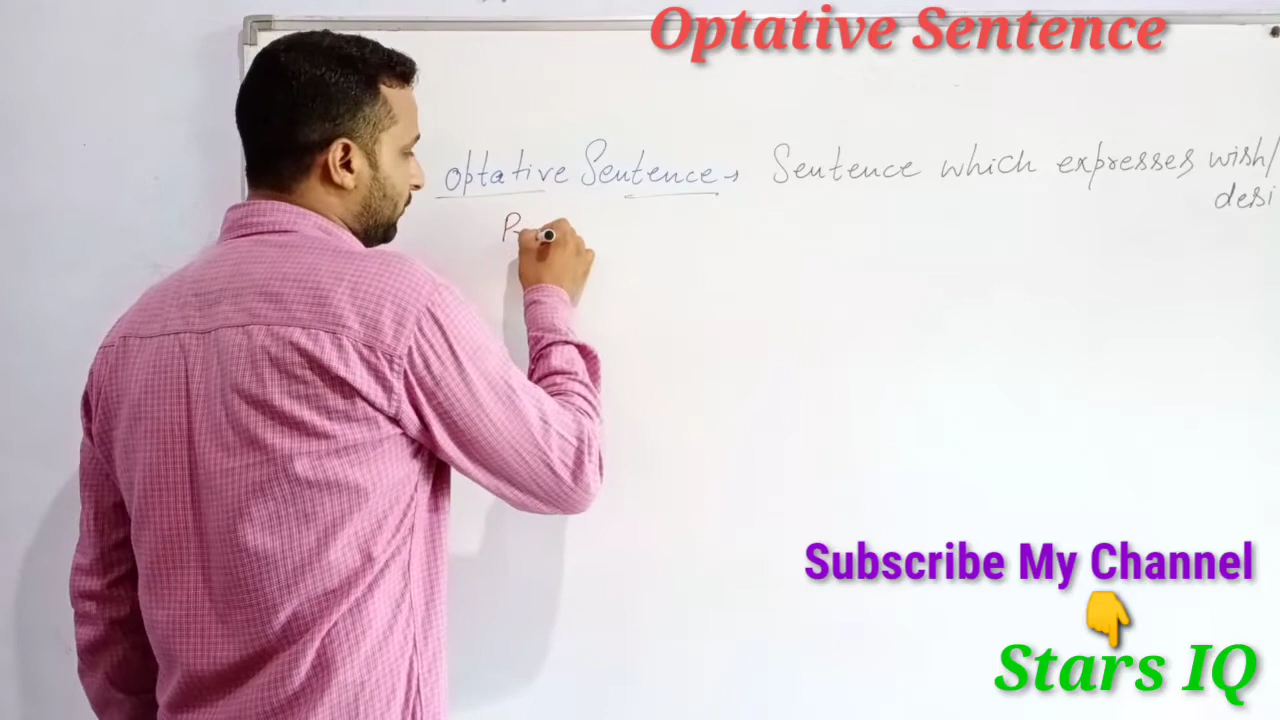 Optative Sentence
optative Sentence → Sentence which expresses wish/
desi
P
Subscribe My Channel
Stars IQ